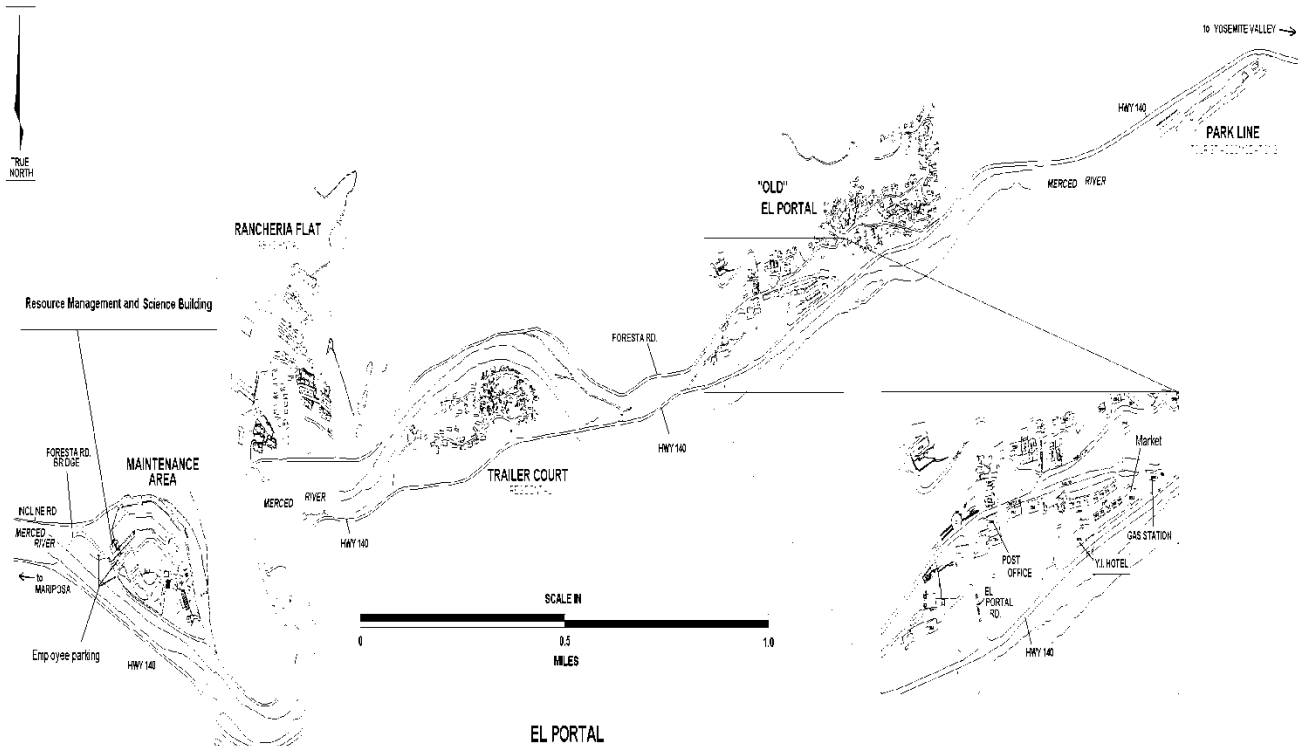 to YOSEMITE VALLEY
HWY 140
PARK LINE
TRUE
NORTH
MERCED RIVER
"OLD"
EL PORTAL
RANCHERIA FLAT
Resource Management and Science Building
FORESTA RD.
HWY 140
Market
FORESTA RD.
BRIDGE
MAINTENANCE
AREA
TRAILER COURT
MERCED RIVER
INCLINE RD
MERCED
RIVER
HWY 140
GAS STATION
POST
OFFICE
Y.I. HOTEL
to
MARIPOSA
EL
PORTAL
RD.
SCALE IN
0 0.5 1.0
MILES
Employee parking
HWY 140
HWY 140
EL PORTAL